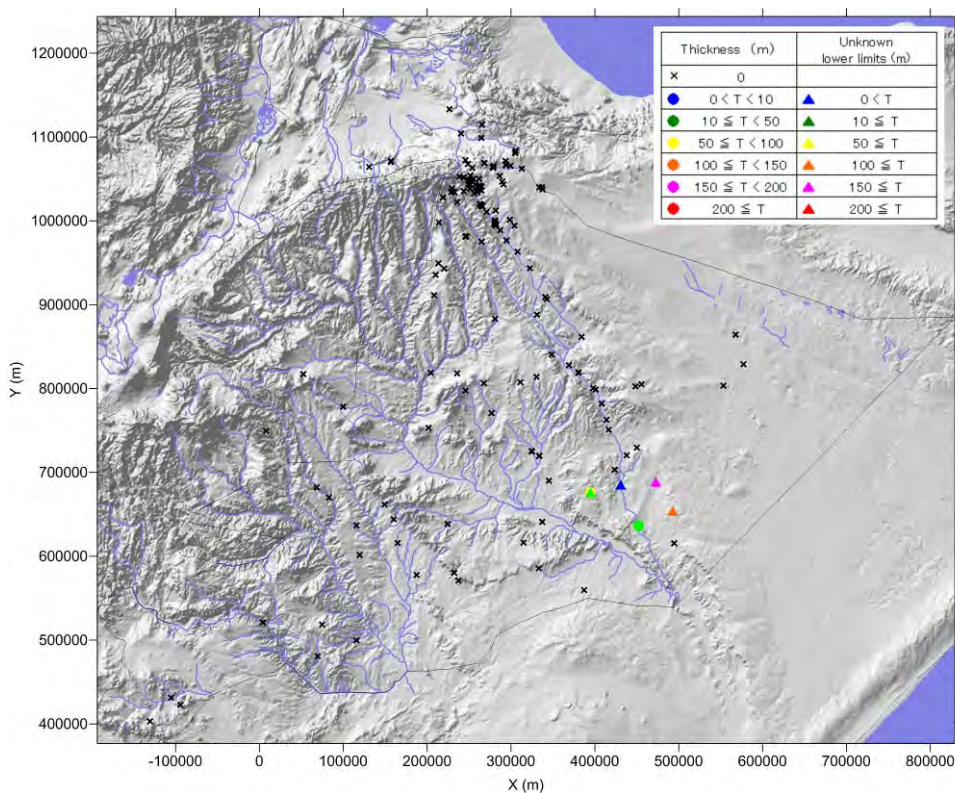 Thickness (m) Unknown lower limits (m)
× 0
0 < T < 10 0 < T
10 ≦ T < 50 10 ≦ T
50 ≦ T < 100 50 ≦ T
100 ≦ T < 150 100 ≦ T
150 ≦ T < 200 150 ≦ T
200 ≦ T 200 ≦ T
Y (m)
1200000
1100000
1000000
900000
800000
700000
600000
500000
400000
-100000 0 100000 200000 300000 400000 500000 600000 700000 800000
X (m)